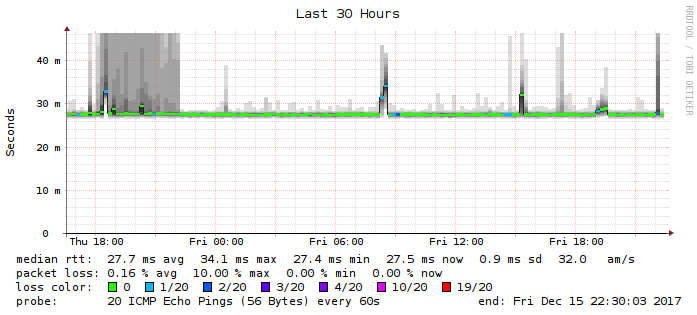 Last 30 Hours
RRDTOOL / TOBI OETIKER
Seconds
40 m
30 m
20 m
10 m
0
Thu 18:00 Fri 00:00 Fri 06:00 Fri 12:00 Fri 18:00
median rtt: 27.7 ms avg 34.1 ms max 27.4 ms min 27.5 ms now 0.9 ms sd 32.0 am/s
packet loss: 0.16 % avg 10.00 % max 0.00 % min 0.00 % now
loss color: 0 1/20 2/20 3/20 4/20 10/20 19/20
probe: 20 ICMP Echo Pings (56 Bytes) every 60s end: Fri Dec 15 22:30:03 2017